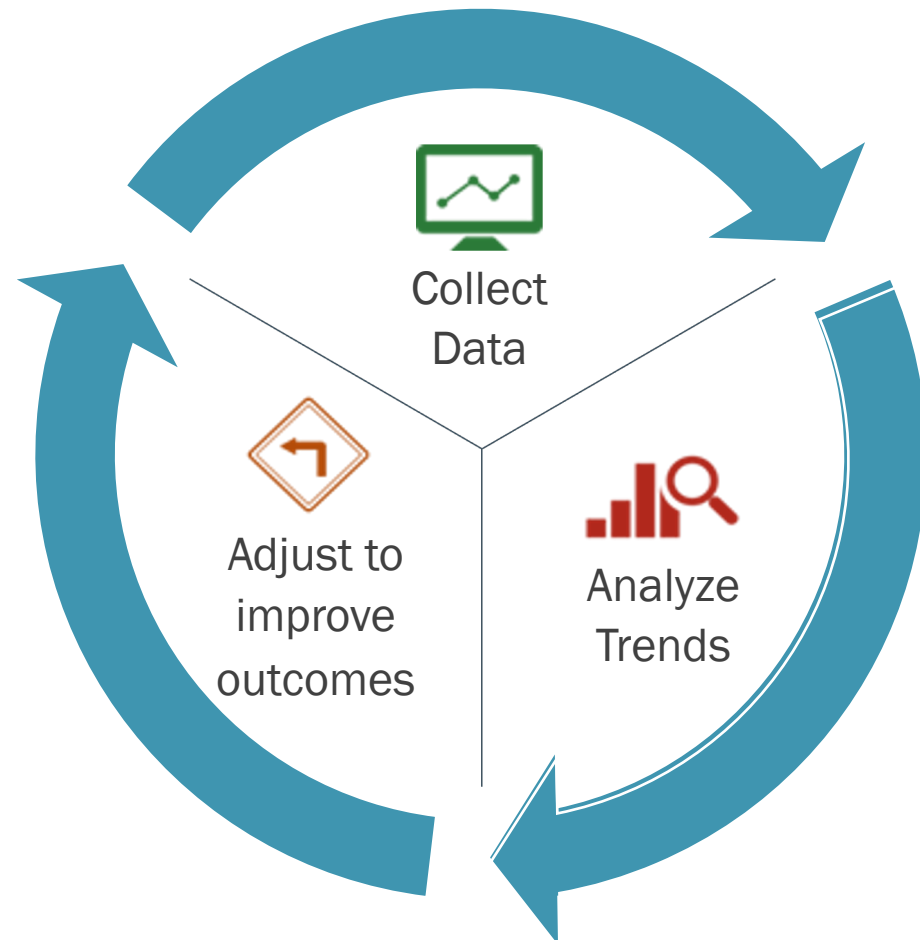 Collect
Data
Analyze
Trends
Adjust to
improve
outcomes